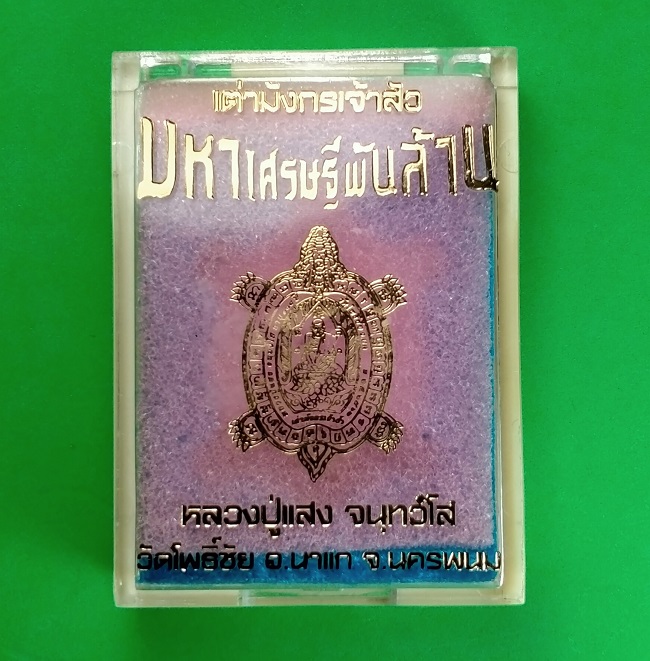 เต่ามังกรเจ้าสัว
มหาเศรษฐีพันล้าน
หลวงปู่แสง จนฺทวํโส
วัดโพธิ์ชัย อ.นาแก จ.นครพนม